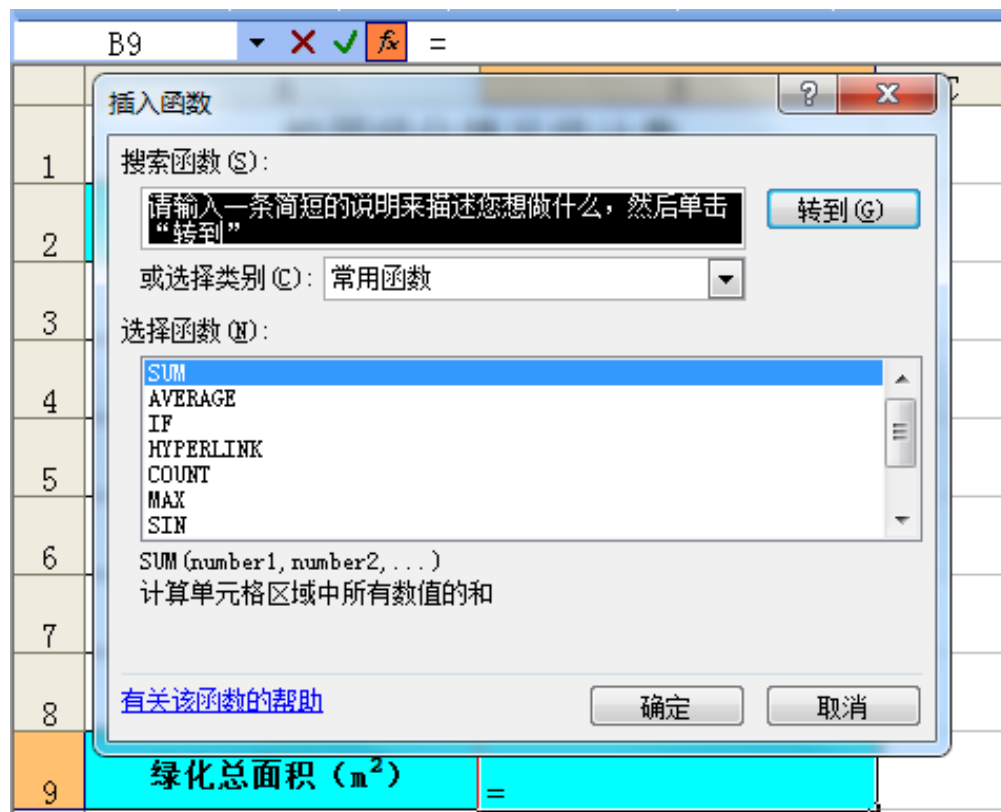 B9 fx =
C
插入函数
1
搜索函数(S):
请输入一条简短的说明来描述您想做什么，然后单击
“转到”
转到(G)
2
或选择类别(C): 常用函数
3
选择函数(N):
SUM
AVERAGE
4
IF
HYPERLINK
COUNT
5
MAX
SIN
6
SUM(number1,number2,...)
计算单元格区域中所有数值的和
7
有关该函数的帮助
确定
取消
8
绿化总面积（m²）
9
=